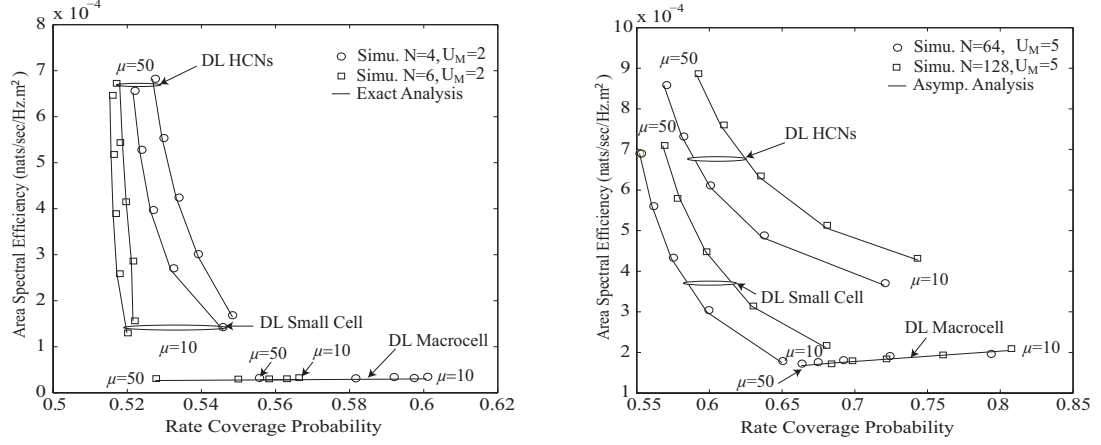 8 x 10⁻⁴
7
6
5
4
3
2
1
0
0.5
0.52
0.54
0.56
0.58
0.6
0.62
Area Spectral Efficiency (nats/sec/Hz.m²)
Rate Coverage Probability
μ=50
DL HCNs
Simu. N=4, U_M=2
Simu. N=6, U_M=2
Exact Analysis
DL Small Cell
μ=10
DL Macrocell
μ=50
μ=10
μ=50
μ=10
10 x 10⁻⁴
9
8
7
6
5
4
3
2
1
0.55
0.6
0.65
0.7
0.75
0.8
0.85
Area Spectral Efficiency (nats/sec/Hz.m²)
Rate Coverage Probability
μ=50
Simu. N=64, U_M=5
Simu. N=128, U_M=5
Asymp. Analysis
μ=50
DL HCNs
μ=10
DL Small Cell
DL Macrocell
μ=10
μ=10
μ=50